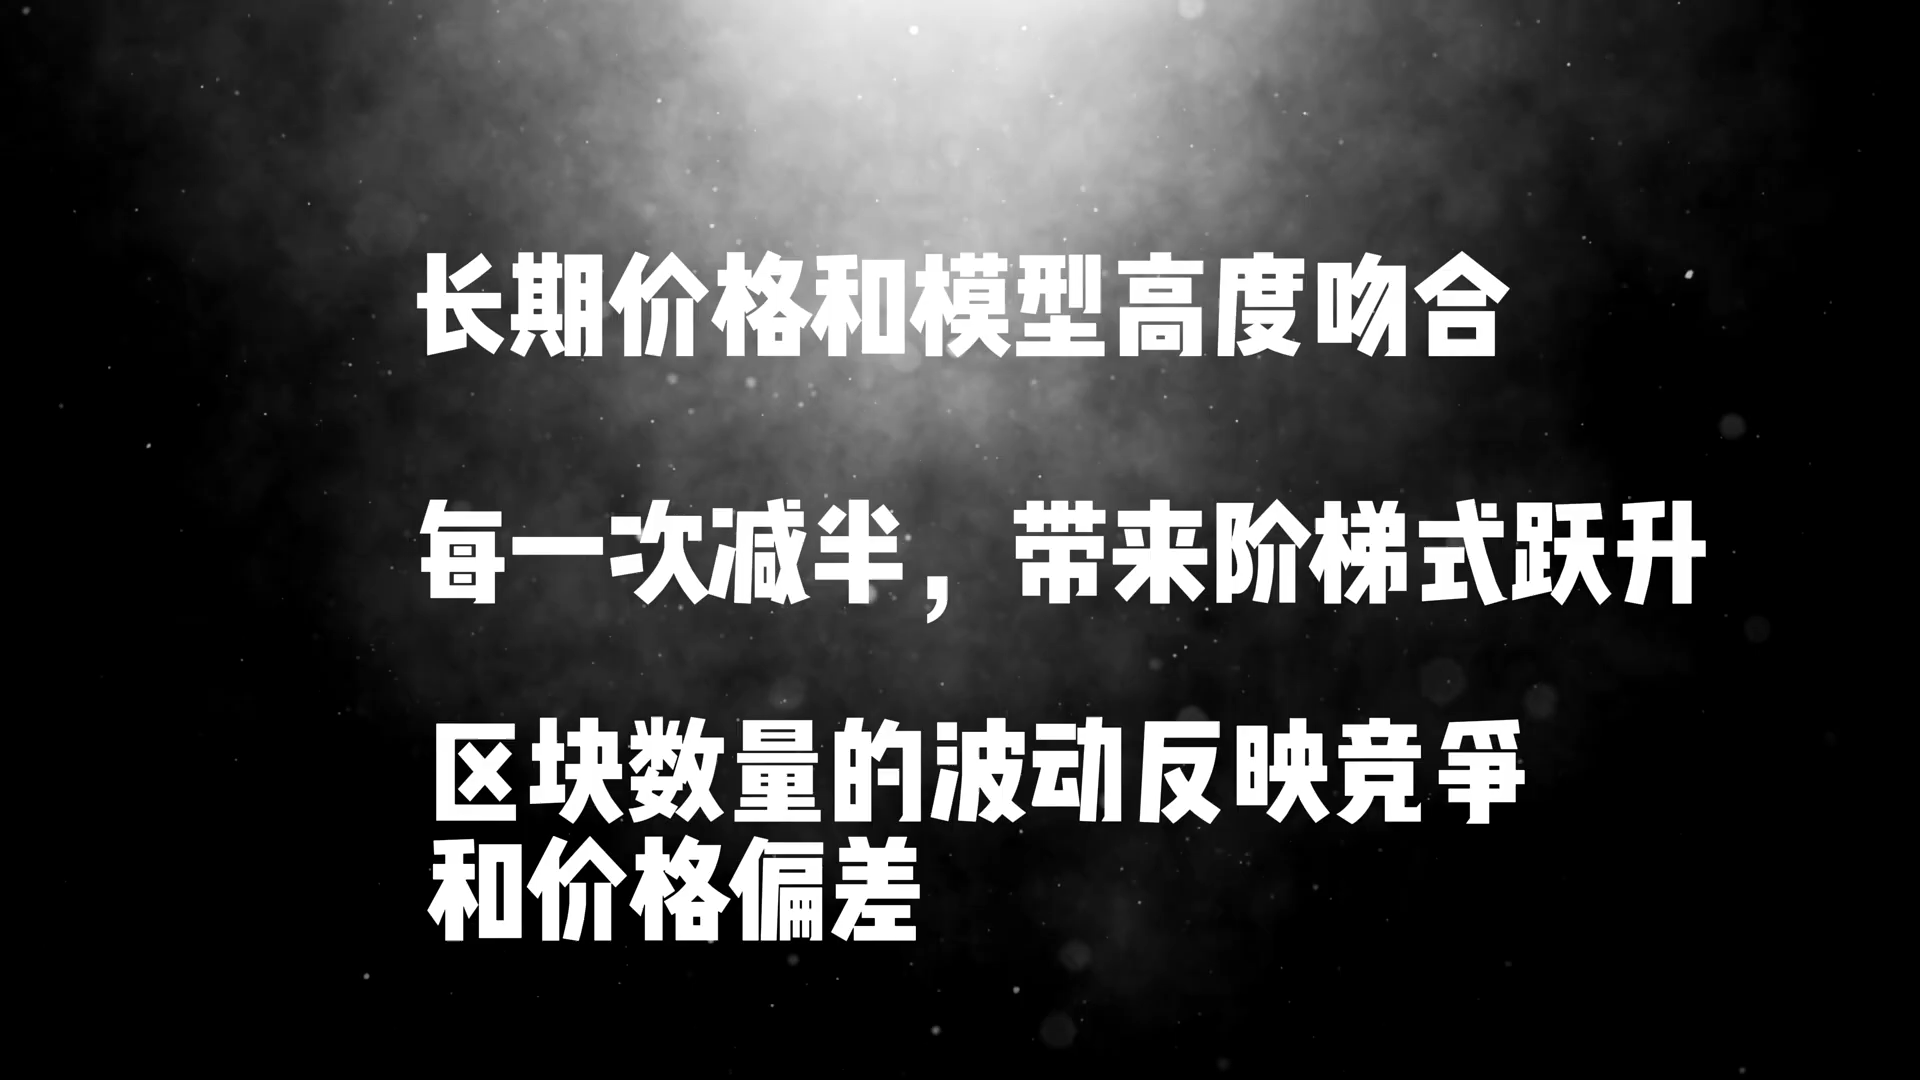 长期价格和模型高度吻合
每一次减半，带来阶梯式跃升
区块数量的波动反映竞争
和价格偏差